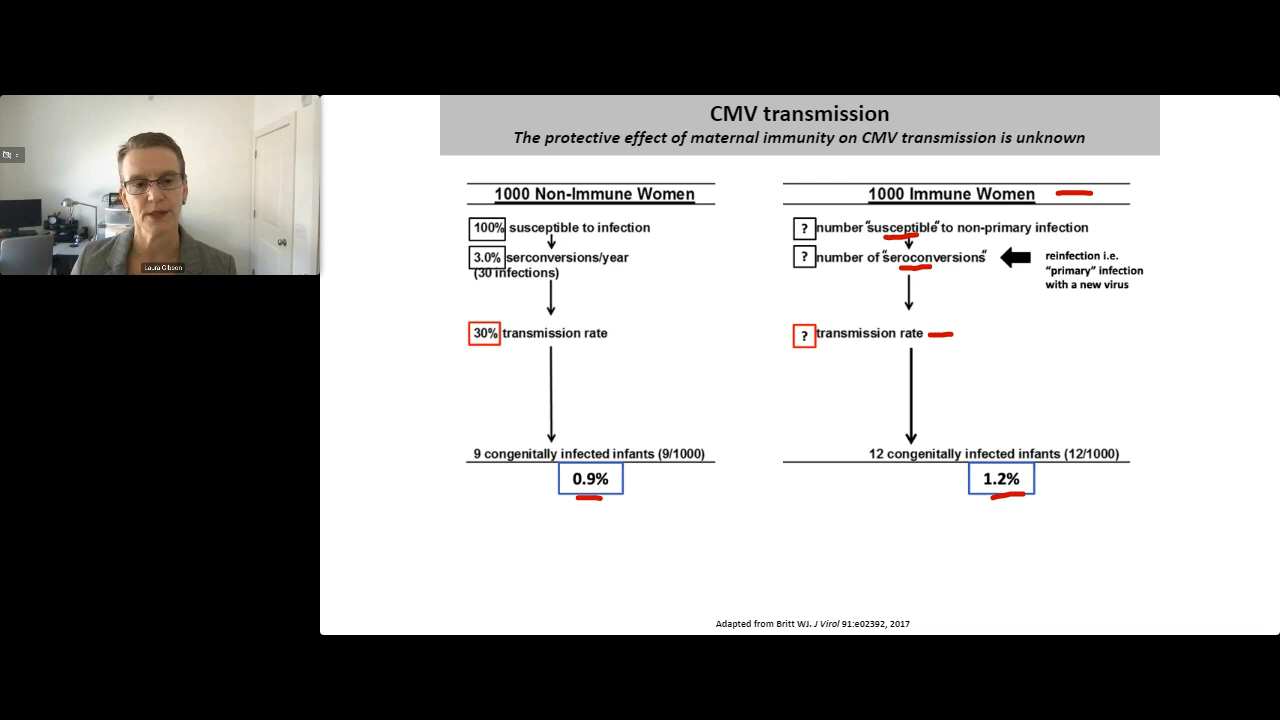 CMV transmission
The protective effect of maternal immunity on CMV transmission is unknown
1000 Non-Immune Women
100% susceptible to infection
3.0% serconversions/year
(30 infections)
30% transmission rate
9 congenitally infected infants (9/1000)
0.9%
1000 Immune Women
? number “susceptible“ to non-primary infection
? number of “seroconversions“
reinfection i.e.
“primary” infection
with a new virus
? transmission rate
12 congenitally infected infants (12/1000)
1.2%
Adapted from Britt WJ. J Virol 91:e02392, 2017
Laura Gibson